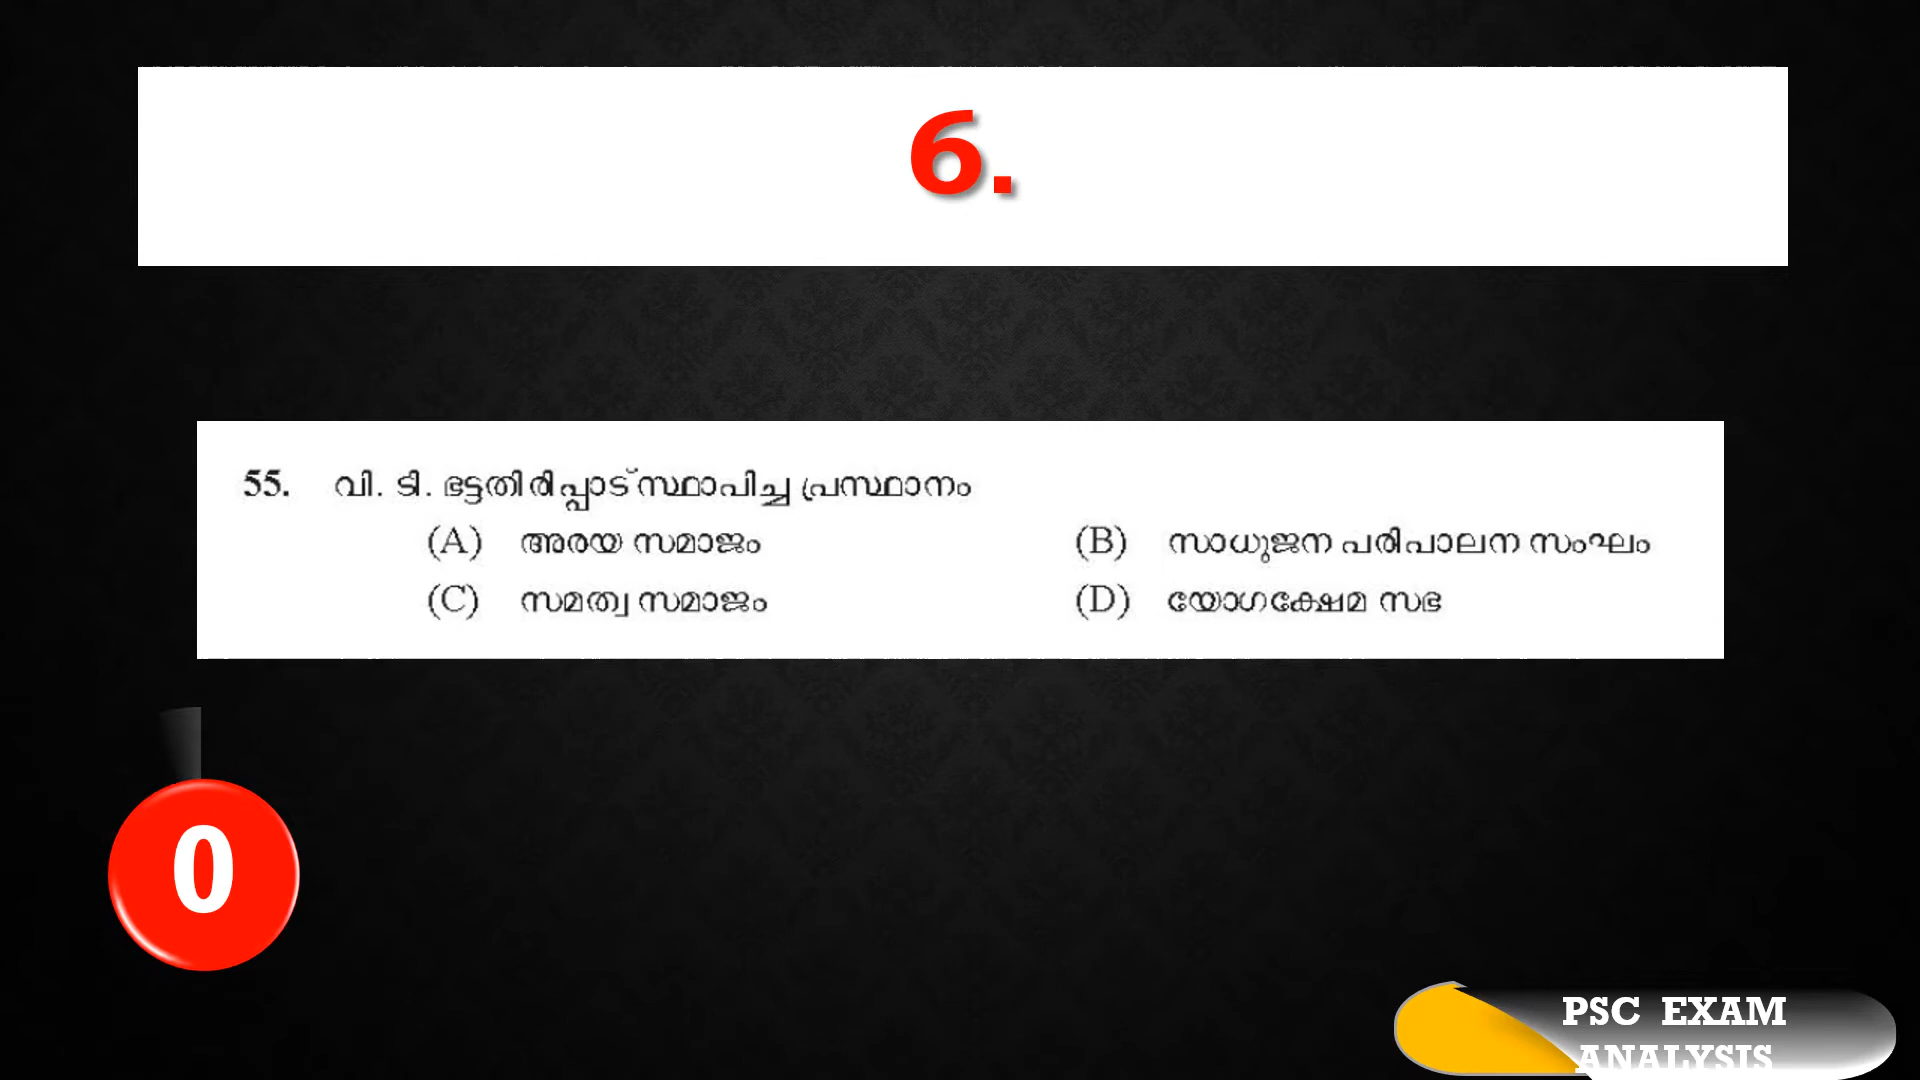 6.
55. വി. ടി. ഭട്ടതിരിപ്പാട് സ്ഥാപിച്ച പ്രസ്ഥാനം
(A) അരയ സമാജം (B) സാധുജന പരിപാലന സംഘം
(C) സമത്വ സമാജം (D) യോഗക്ഷേമ സഭ
0
PSC EXAM
ANALYSIS